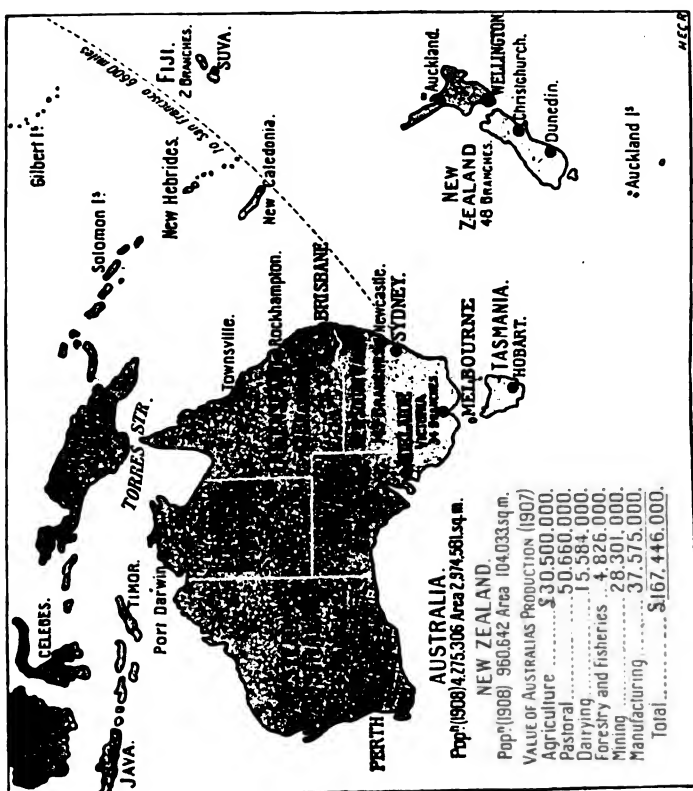 Gilbert Iˢ.
CELEBES.
Solomon Iˢ
JAVA.
TIMOR.
TORRES STR.
to San Francisco 6600 miles
FIJI.
2 BRANCHES.
SUVA.
New Hebrides.
Port Darwin
Townsville.
New Caledonia.
Rockhampton.
BRISBANE
PERTH
Newcastle.
SYDNEY.
ADELAIDE
BRANCHES.
MELBOURNE
TASMANIA.
HOBART.
Auckland.
NEW
ZEALAND
48 BRANCHES.
WELLINGTON
Christchurch.
Dunedin.
Auckland Iˢ
AUSTRALIA.
Popⁿ(1908)4,275,306 Area 2,974,581.sq.m.
NEW ZEALAND.
Popⁿ(1908) 960,642 Area 104,033.sq.m.
VALUE OF AUSTRALIAS PRODUCTION (1907)
Agriculture ........ £30,500,000.
Pastoral ........ 50,660,000.
Dairying ........ 15,584,000.
Forestry and Fisheries .. 4,826,000.
Mining ........ 28,301,000.
Manufacturing ........ 37,575,000.
Total ........ £167,446,000.
HECR